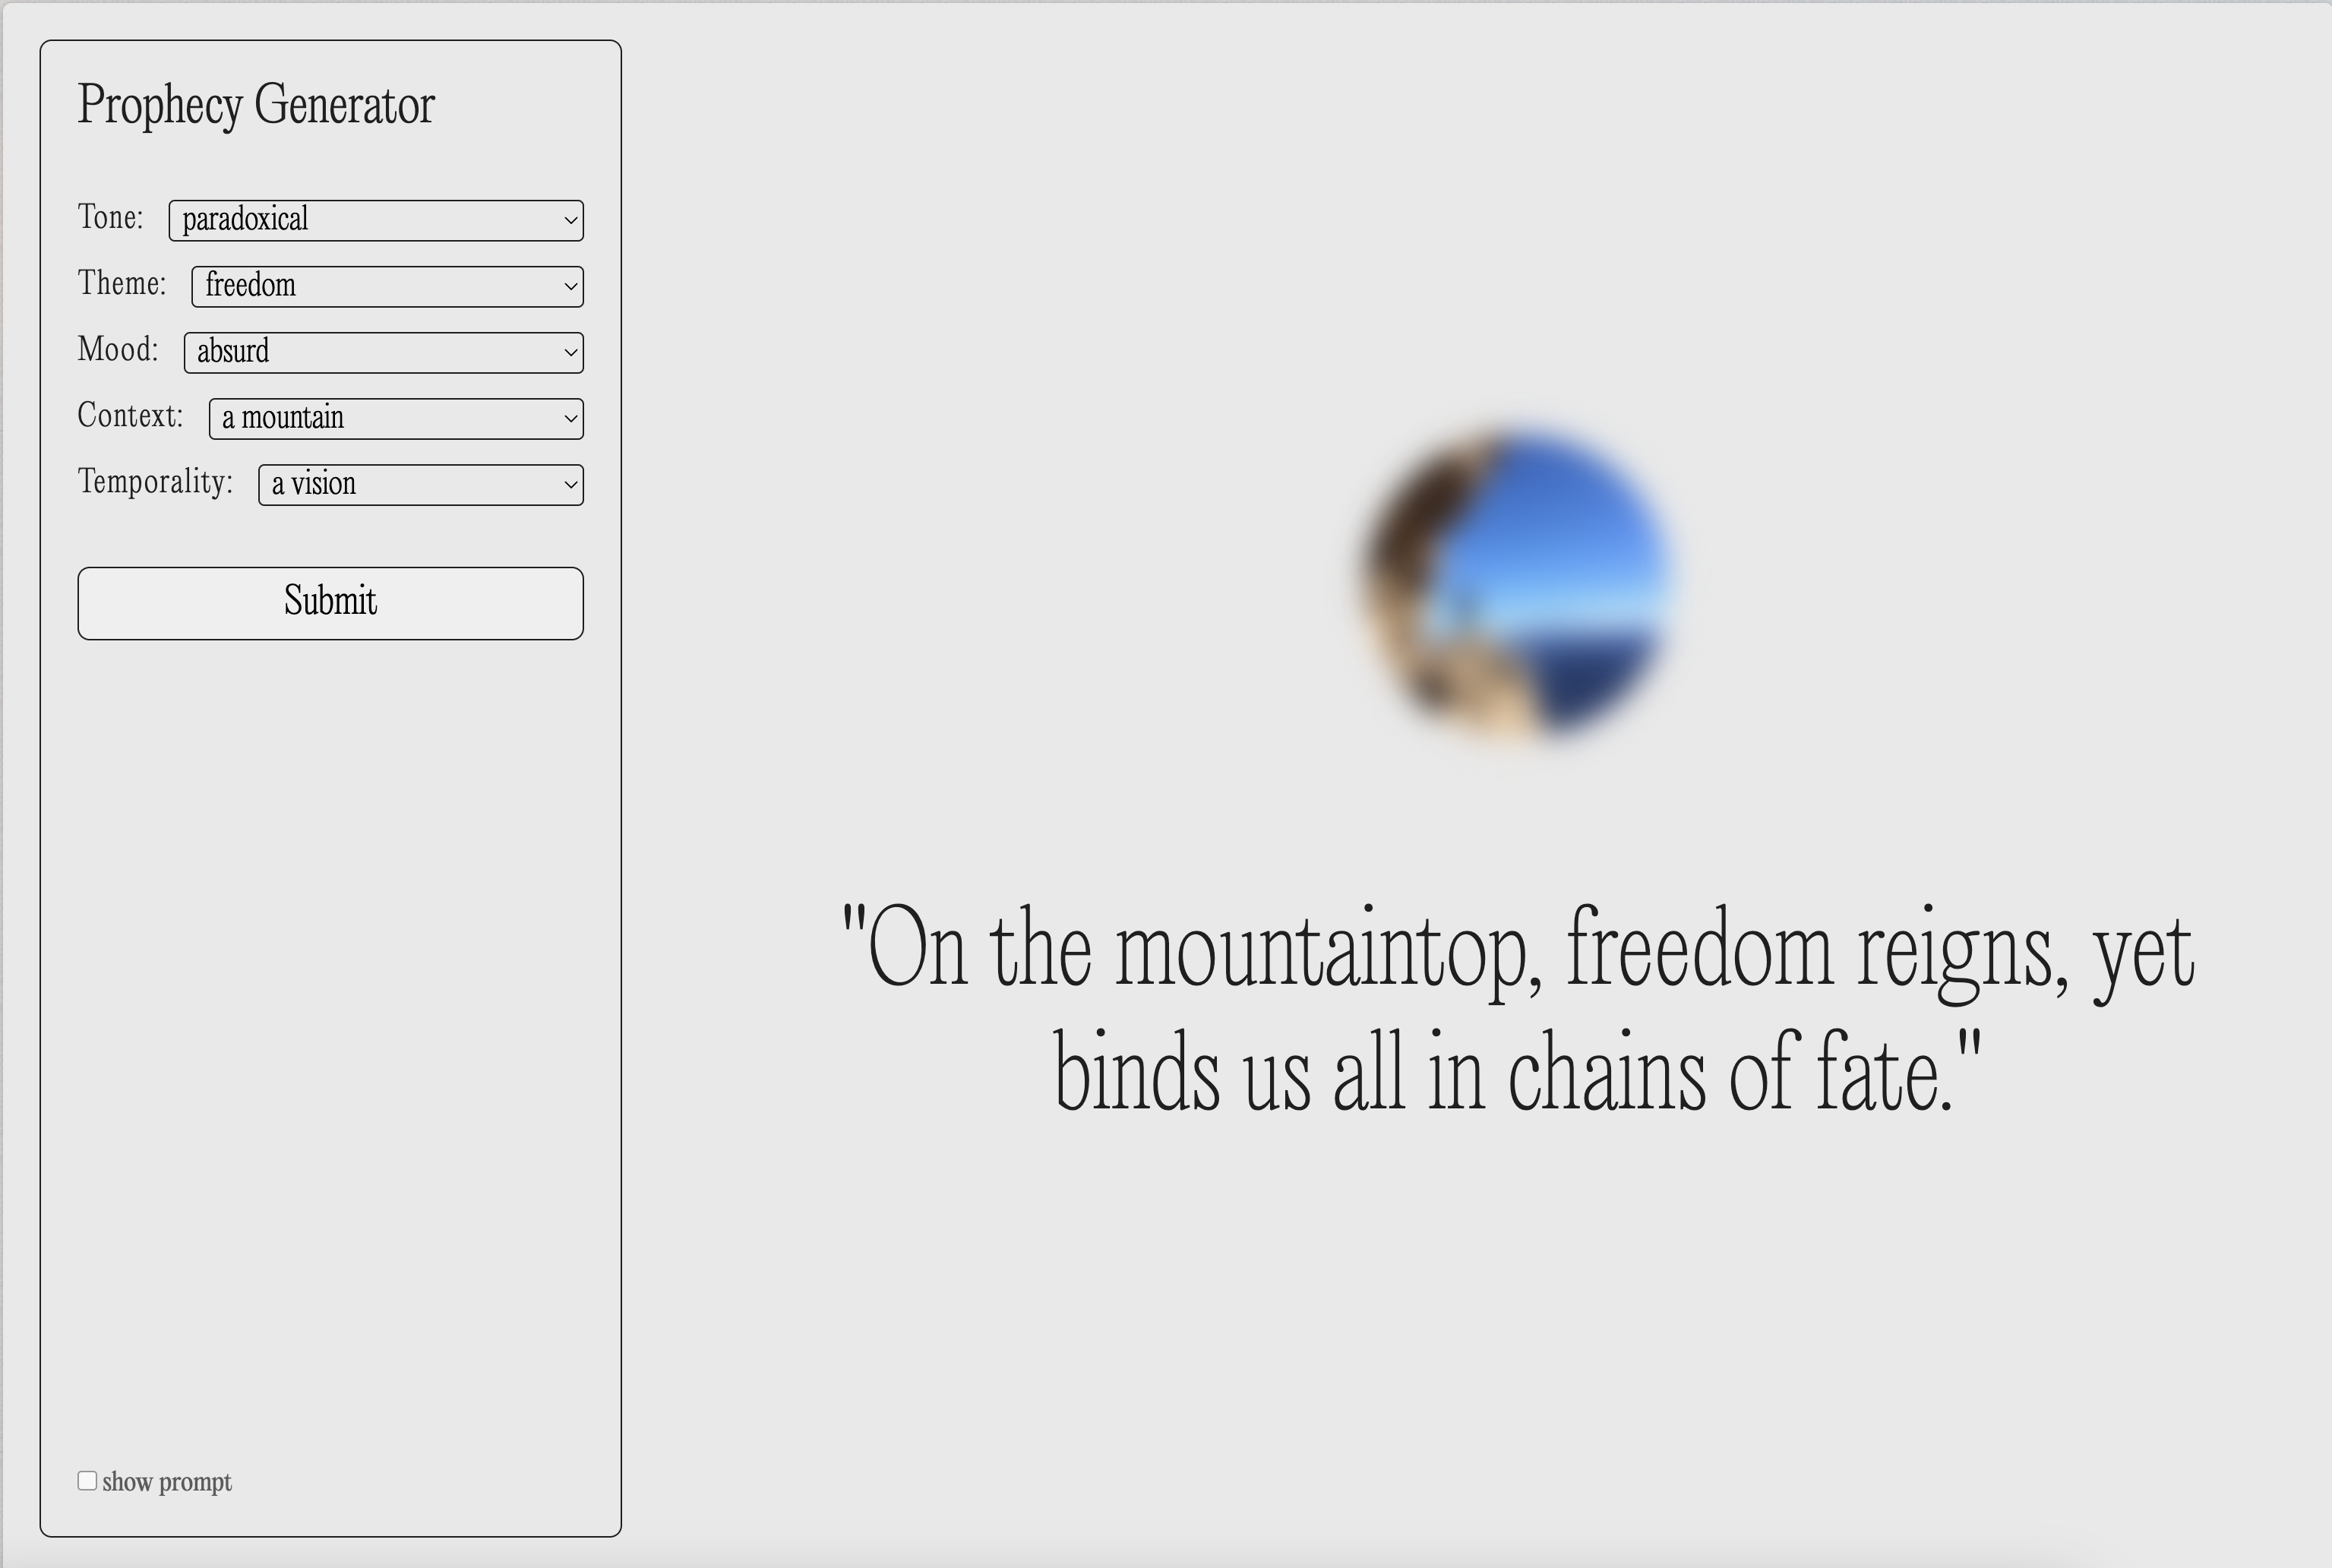 Prophecy Generator
Tone: paradoxical
Theme: freedom
Mood: absurd
Context: a mountain
Temporality: a vision
Submit
show prompt
"On the mountaintop, freedom reigns, yet
binds us all in chains of fate."